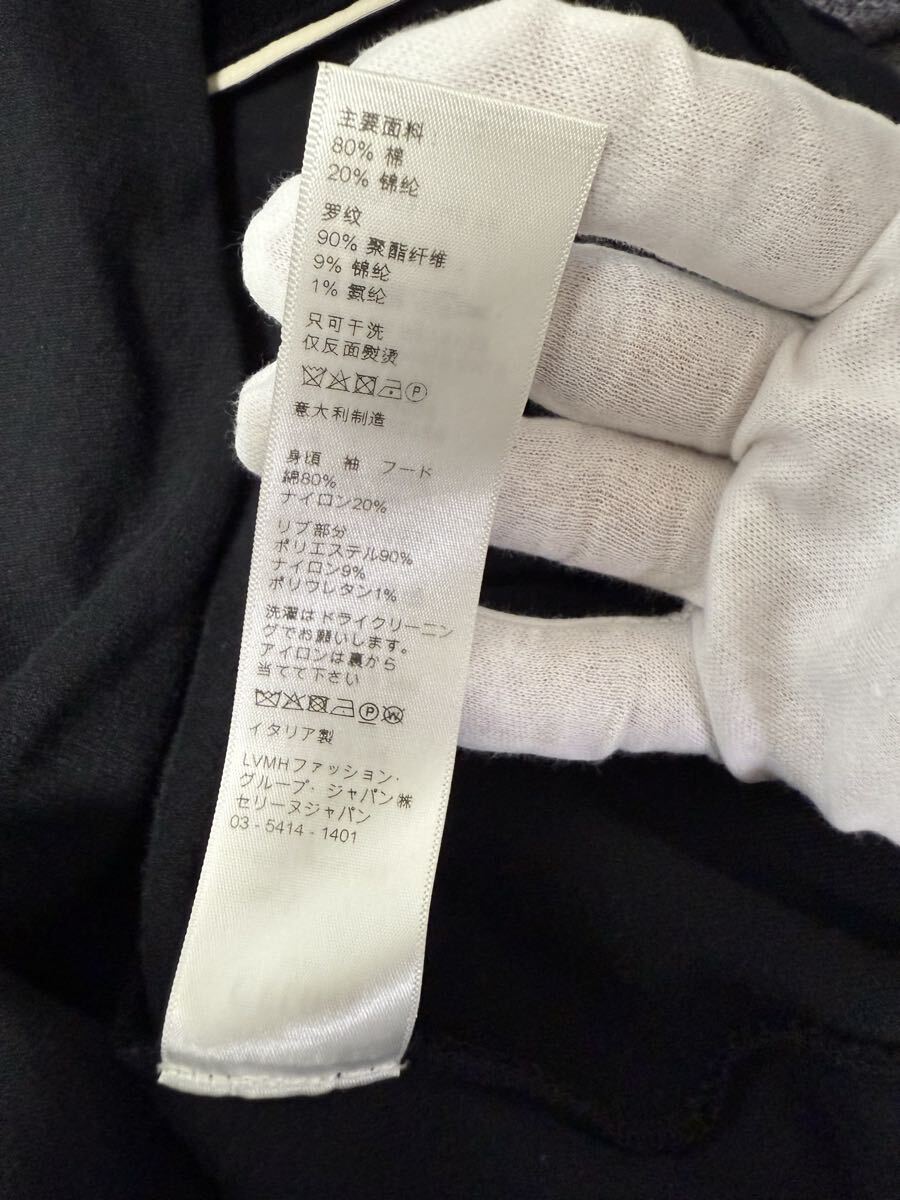 主要面料
80% 棉
20% 锦纶
罗纹
90% 聚酯纤维
9% 锦纶
1% 氨纶
只可干洗
仅反面熨烫
P
意大利制造
身頃 袖 フード
綿80%
ナイロン20%
リブ部分
ポリエステル90%
ナイロン9%
ポリウレタン1%
洗濯はドライクリーニン
グでお願いします。
アイロンは裏から
当てて下さい
P W
イタリア製
LVMHファッション・
グループ・ジャパン㈱
セリーヌジャパン
03 - 5414 - 1401